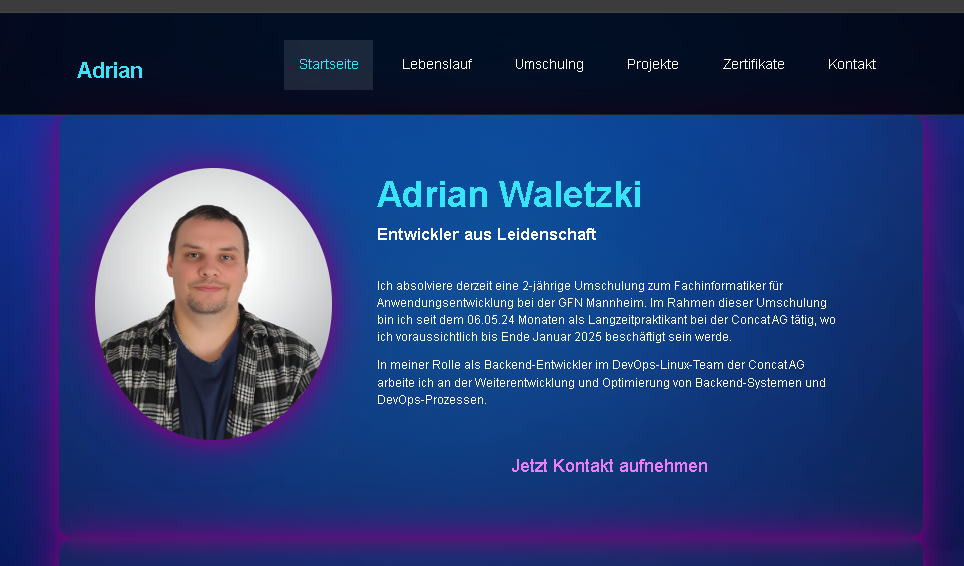 Adrian
Startseite
Lebenslauf
Umschulng
Projekte
Zertifikate
Kontakt
Adrian Waletzki
Entwickler aus Leidenschaft
Ich absolviere derzeit eine 2-jährige Umschulung zum Fachinformatiker für
Anwendungsentwicklung bei der GFN Mannheim. Im Rahmen dieser Umschulung
bin ich seit dem 06.05.24 Monaten als Langzeitpraktikant bei der Concat AG tätig, wo
ich voraussichtlich bis Ende Januar 2025 beschäftigt sein werde.
In meiner Rolle als Backend-Entwickler im DevOps-Linux-Team der Concat AG
arbeite ich an der Weiterentwicklung und Optimierung von Backend-Systemen und
DevOps-Prozessen.
Jetzt Kontakt aufnehmen